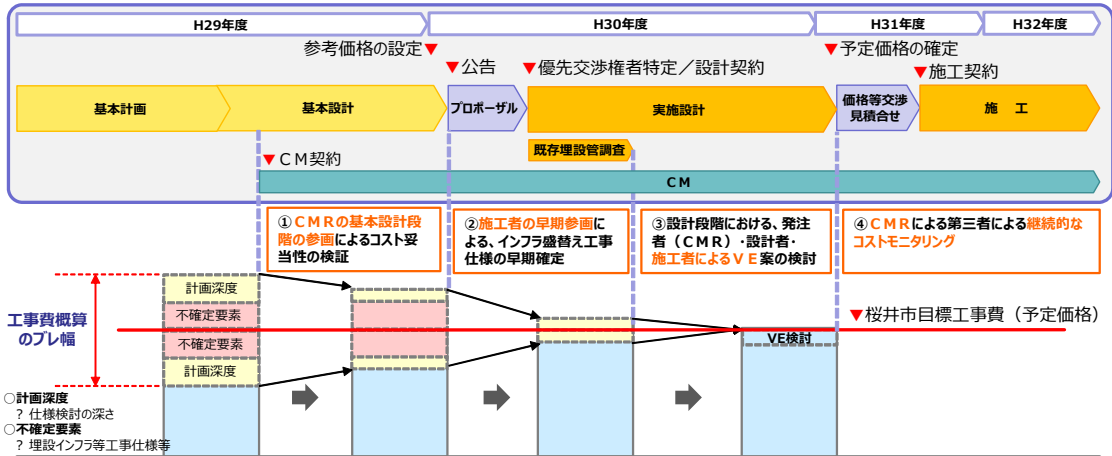 H29年度
H30年度
H31年度
H32年度
参考価格の設定▼
▼予定価格の確定
▼公告
▼優先交渉権者特定／設計契約
▼施工契約
基本計画
基本設計
プロポーザル
実施設計
価格等交渉
見積合せ
施 工
既存埋設管調査
▼CM契約
CM
①CMRの基本設計段
階の参画によるコスト妥
当性の検証
②施工者の早期参画に
よる、インフラ盛替え工事
仕様の早期確定
③設計段階における、発注
者（CMR）・設計者・
施工者によるVE案の検討
④CMRによる第三者による継続的な
コストモニタリング
工事費概算
のブレ幅
計画深度
不確定要素
不確定要素
計画深度
▼桜井市目標工事費（予定価格）
VE検討
○計画深度
? 仕様検討の深さ
○不確定要素
? 埋設インフラ等工事仕様等